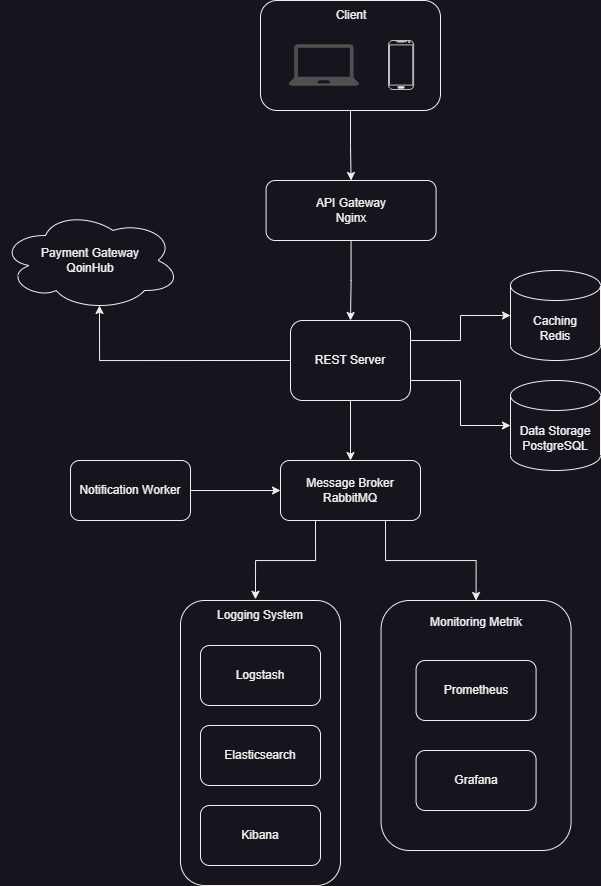 Client
API Gateway
Nginx
Payment Gateway
QoinHub
Caching
Redis
REST Server
Data Storage
PostgreSQL
Notification Worker
Message Broker
RabbitMQ
Logging System
Monitoring Metrik
Logstash
Prometheus
Elasticsearch
Grafana
Kibana